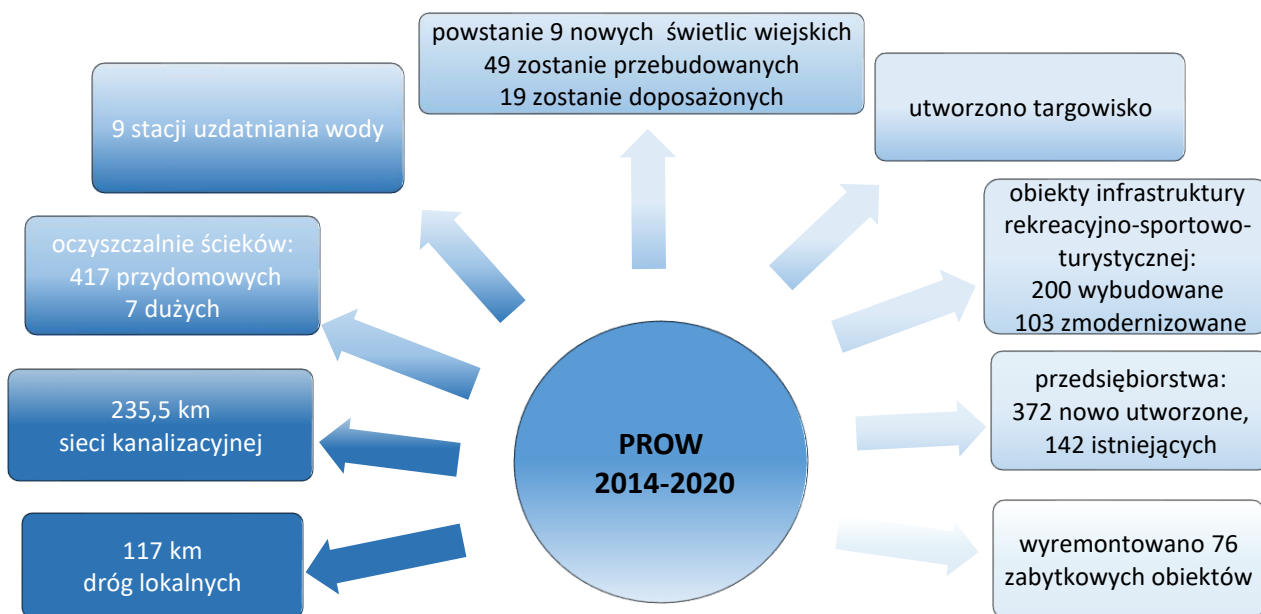 powstanie 9 nowych świetlic wiejskich
49 zostanie przebudowanych
19 zostanie doposażonych
9 stacji uzdatniania wody
utworzono targowisko
oczyszczalnie ścieków:
417 przydomowych
7 dużych
obiekty infrastruktury
rekreacyjno-sportowo-
turystycznej:
200 wybudowane
103 zmodernizowane
235,5 km
sieci kanalizacyjnej
przedsiębiorstwa:
372 nowo utworzone,
142 istniejących
PROW
2014-2020
117 km
dróg lokalnych
wyremontowano 76
zabytkowych obiektów